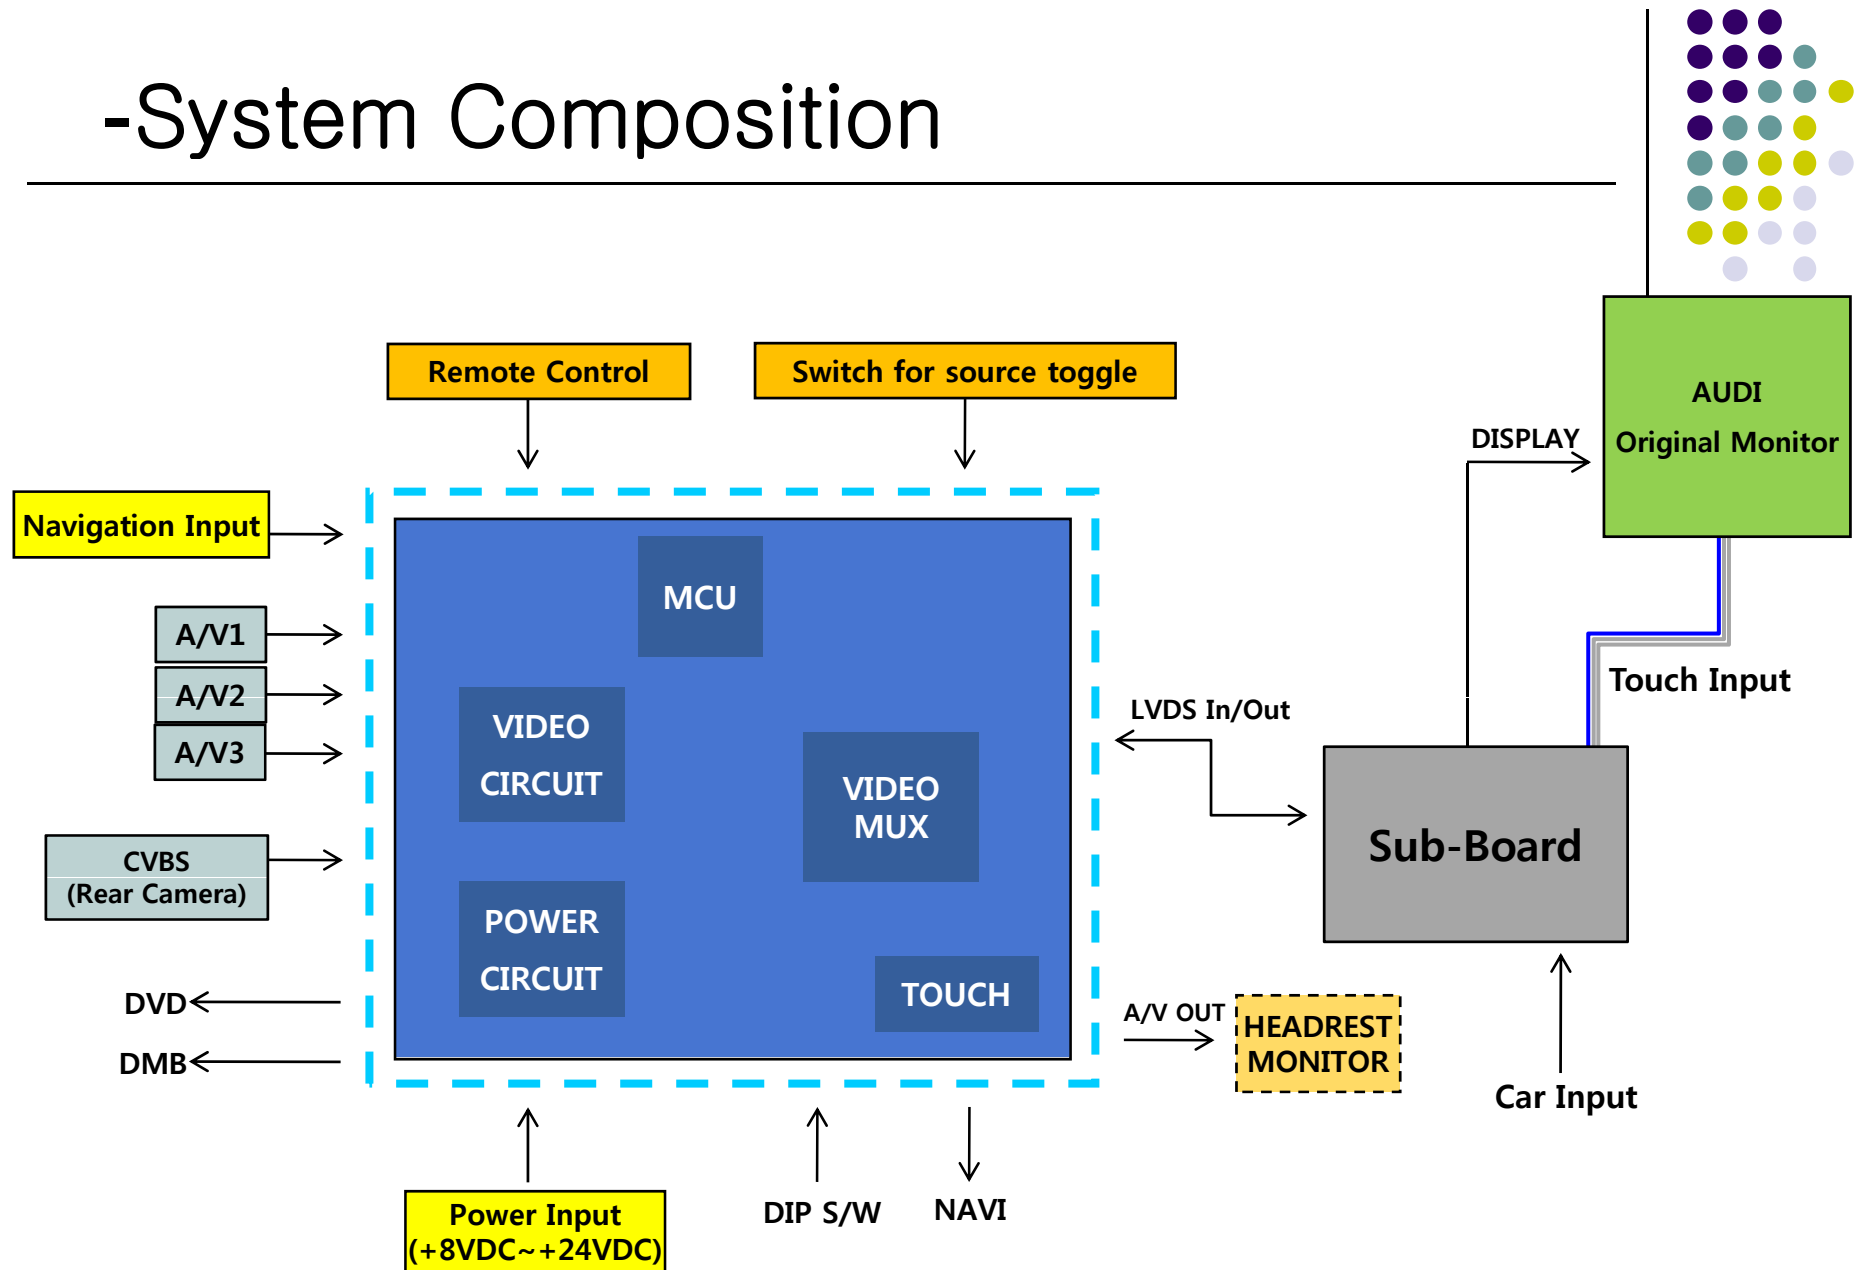 -System Composition
Remote Control
Switch for source toggle
AUDI
Original Monitor
DISPLAY
Navigation Input
MCU
A/V1
A/V2
A/V3
Touch Input
LVDS In/Out
VIDEO
CIRCUIT
VIDEO
MUX
Sub-Board
CVBS
(Rear Camera)
POWER
CIRCUIT
TOUCH
DVD
DMB
A/V OUT
HEADREST
MONITOR
Car Input
Power Input
(+8VDC~+24VDC)
DIP S/W
NAVI